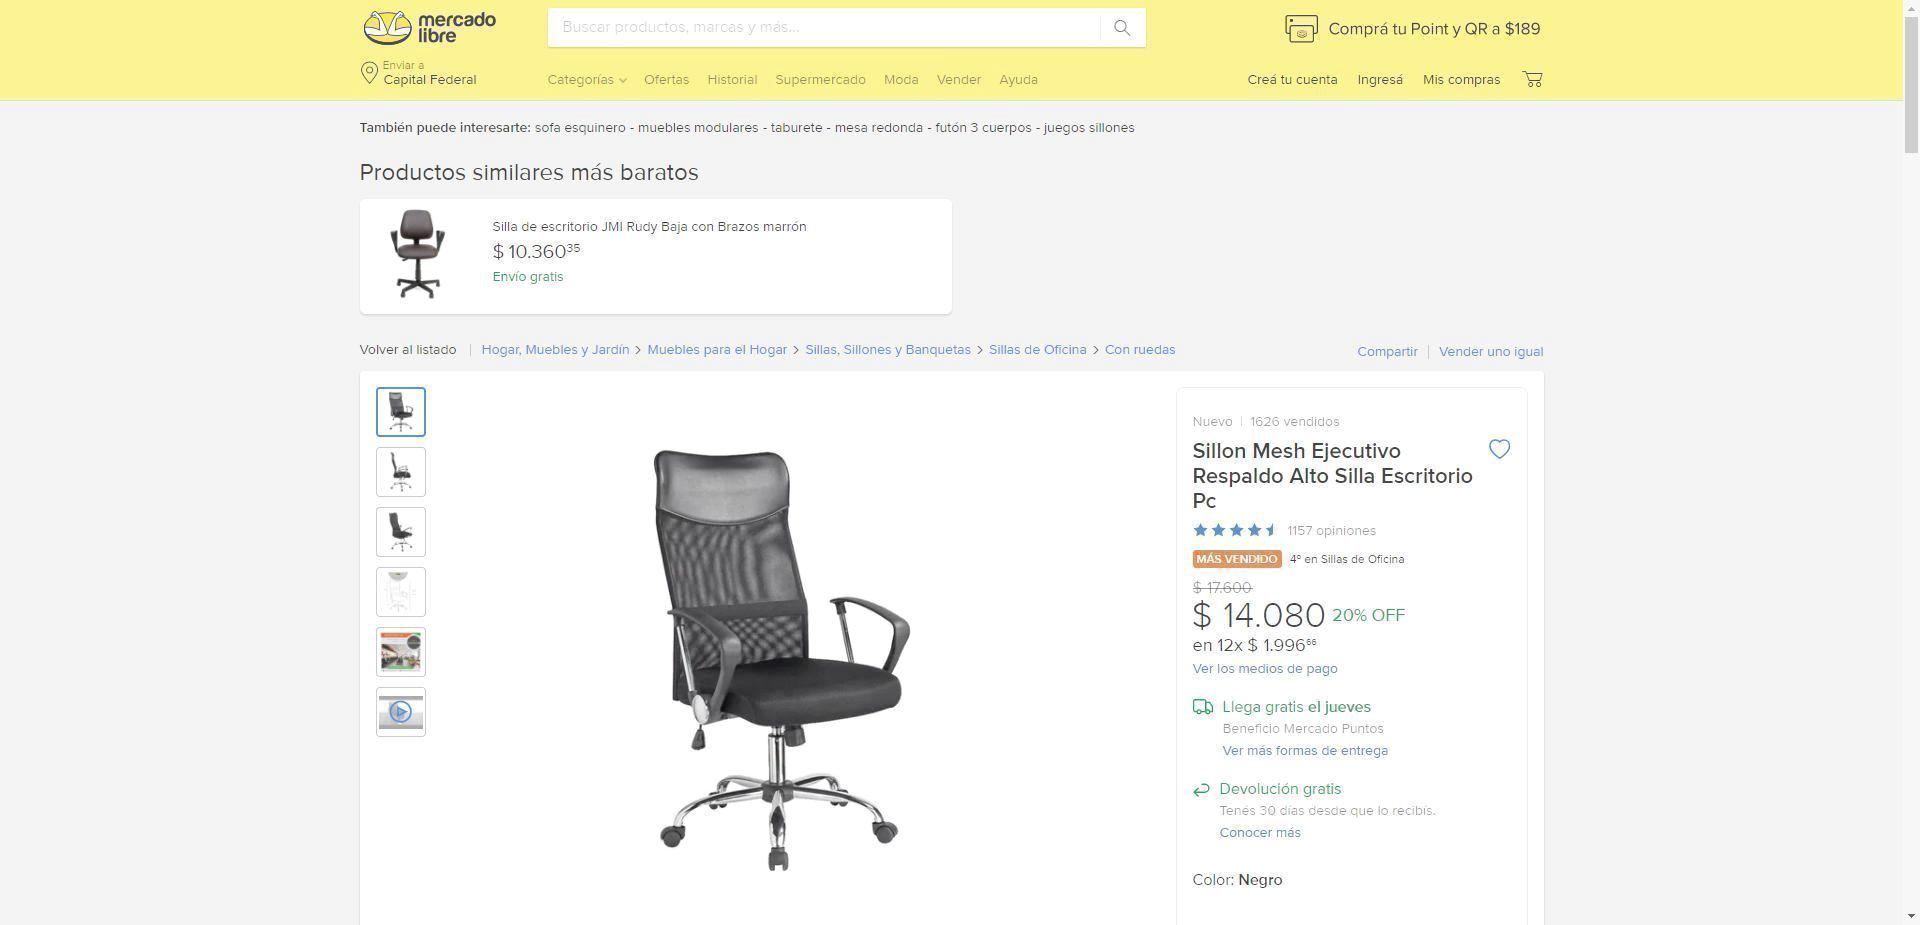 mercado
libre
Buscar productos, marcas y más...
Comprá tu Point y QR a $189
Enviar a
Capital Federal
Categorías
Ofertas
Historial
Supermercado
Moda
Vender
Ayuda
Creá tu cuenta
Ingresá
Mis compras
También puede interesarte: sofa esquinero - muebles modulares - taburete - mesa redonda - futón 3 cuerpos - juegos sillones
Productos similares más baratos
Silla de escritorio JMI Rudy Baja con Brazos marrón
$ 10.360³⁵
Envío gratis
Volver al listado | Hogar, Muebles y Jardín > Muebles para el Hogar > Sillas, Sillones y Banquetas > Sillas de Oficina > Con ruedas
Compartir | Vender uno igual
Nuevo | 1626 vendidos
Sillon Mesh Ejecutivo
Respaldo Alto Silla Escritorio
Pc
1157 opiniones
MÁS VENDIDO 4º en Sillas de Oficina
$ 17.600
$ 14.080 20% OFF
en 12x $ 1.996⁶⁶
Ver los medios de pago
Llega gratis el jueves
Beneficio Mercado Puntos
Ver más formas de entrega
Devolución gratis
Tenés 30 días desde que lo recibís.
Conocer más
Color: Negro